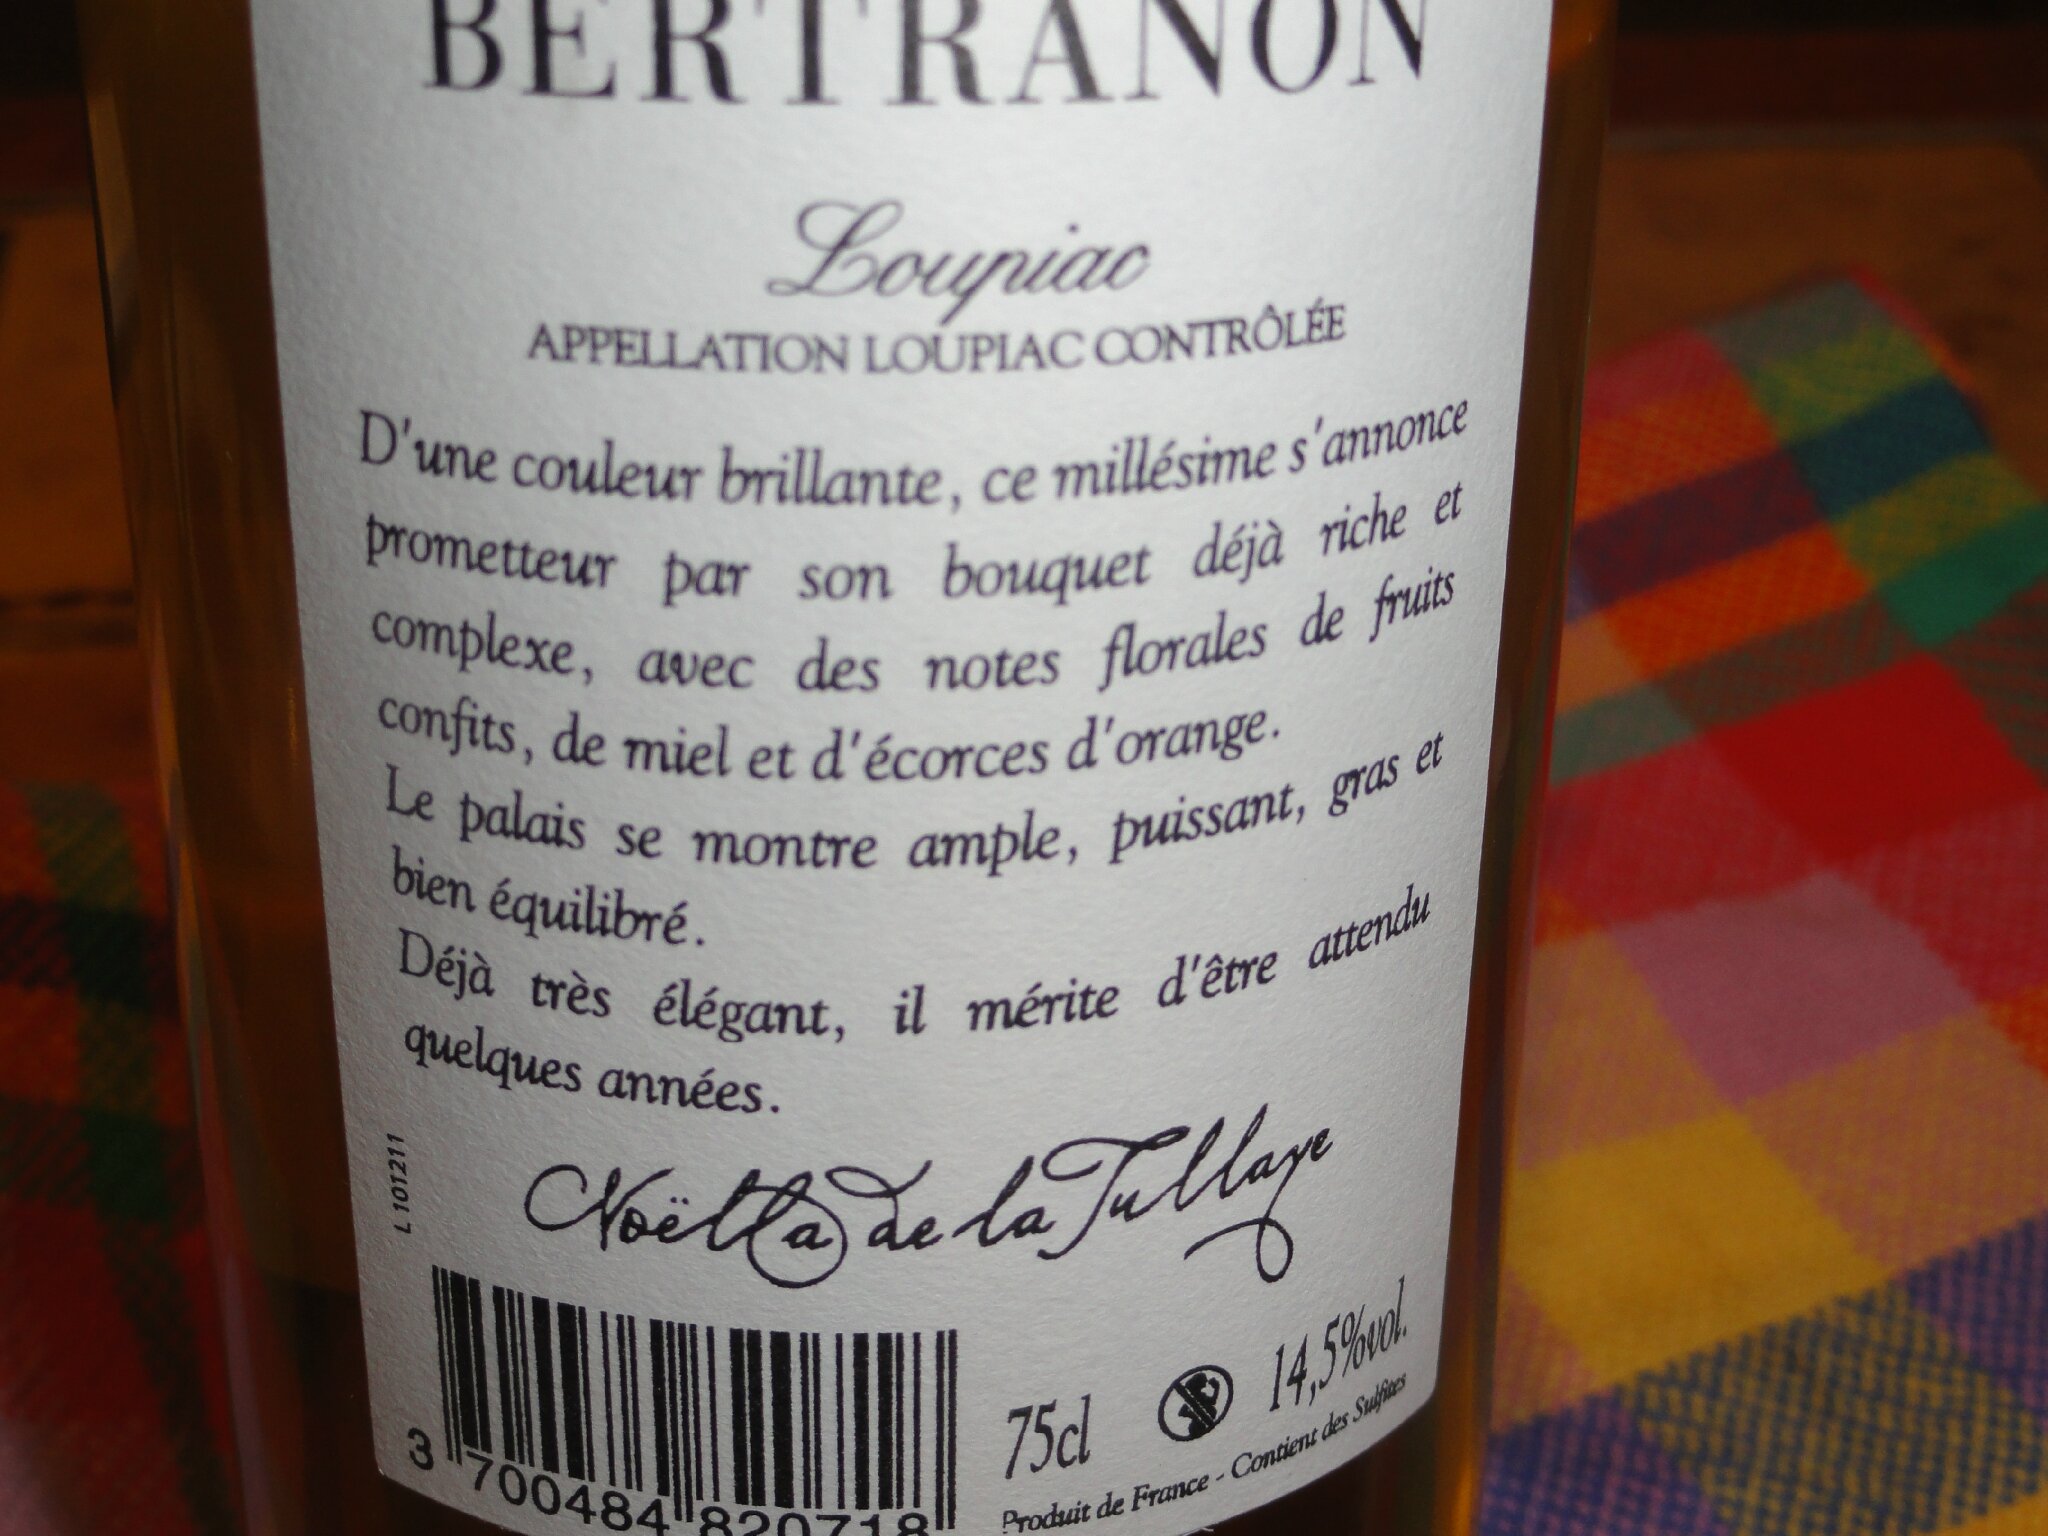 BERTRANON
Loupiac
APPELLATION LOUPIAC CONTRÔLÉE
D'une couleur brillante, ce millésime s'annonce
prometteur par son bouquet déjà riche et
complexe, avec des notes florales de fruits
confits, de miel et d'écorces d'orange.
Le palais se montre ample, puissant, gras et
bien équilibré.
Déjà très élégant, il mérite d'être attendu
quelques années.
L 101211
Noëlla de la Tullaye
3 700484 820718
75cl 14,5%vol.
Produit de France - Contient des Sulfites